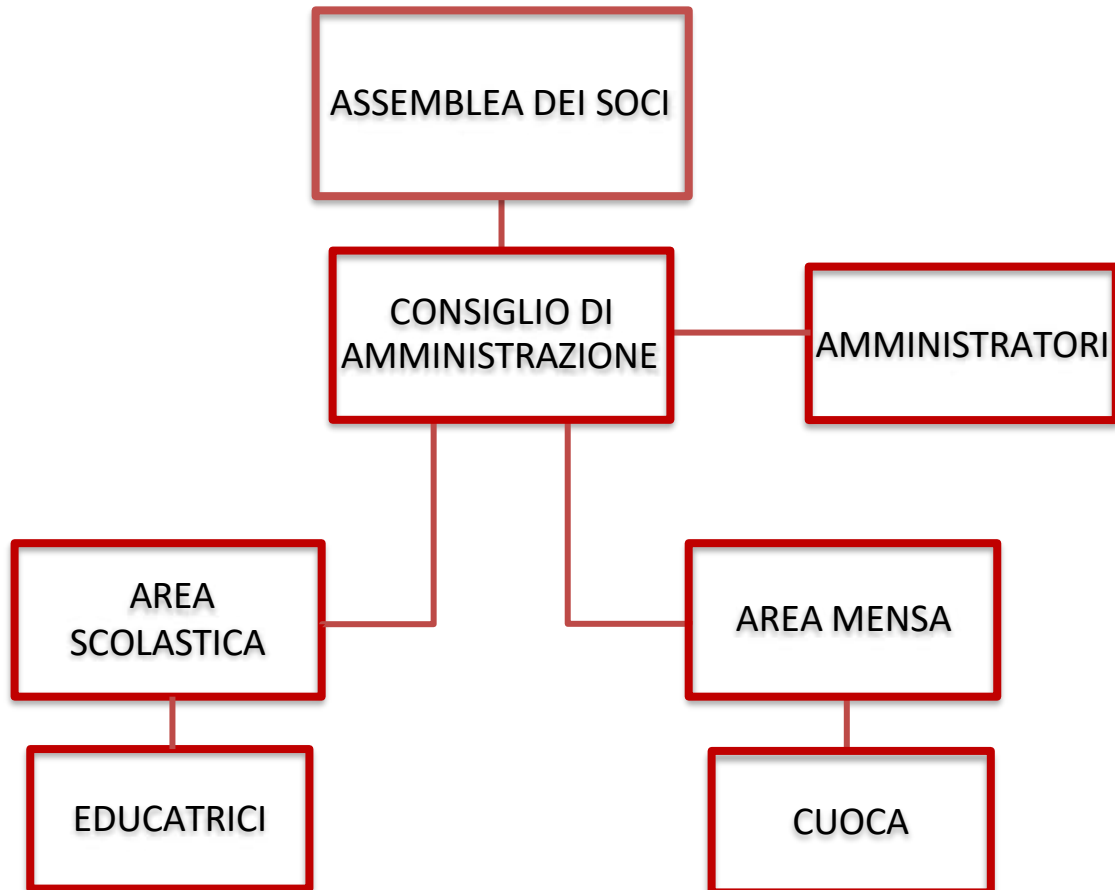 ASSEMBLEA DEI SOCI
CONSIGLIO DI
AMMINISTRAZIONE
AMMINISTRATORI
AREA
SCOLASTICA
AREA MENSA
EDUCATRICI
CUOCA